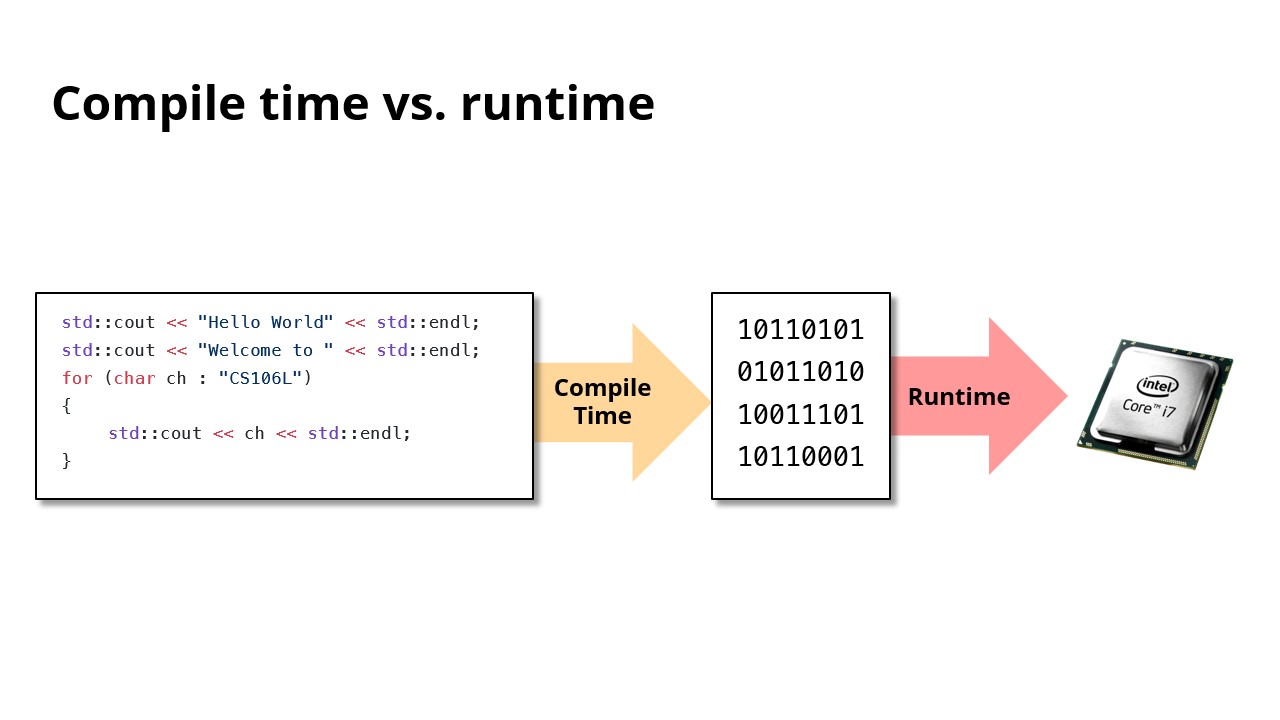 Compile time vs. runtime
std::cout << "Hello World" << std::endl;
std::cout << "Welcome to " << std::endl;
for (char ch : "CS106L")
{
    std::cout << ch << std::endl;
}
Compile
Time
10110101
01011010
10011101
10110001
Runtime
intel
Core™ i7